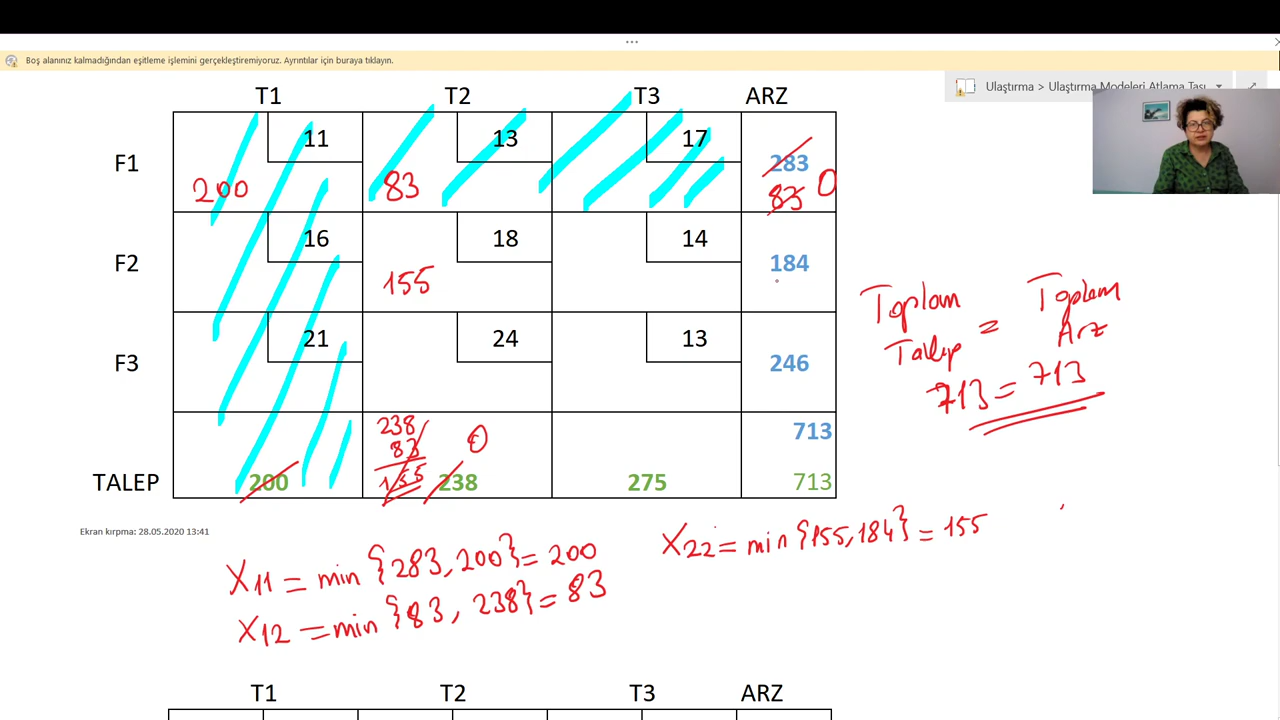 Boş alanınız kalmadığından eşitleme işlemini gerçekleştiremiyoruz. Ayrıntılar için buraya tıklayın.
Ulaştırma > Ulaştırma Modeleri Atlama Taşı
T1 T2 T3 ARZ
F1 11 13 17 283
200 83 83 0
F2 16 18 14 184
155
F3 21 24 13 246
238
83 0 713
155
TALEP 200 238 275 713
Toplam = Toplam
Talep Arz
713 = 713
Ekran kırpma: 28.05.2020 13:41
X11 = min {283, 200} = 200
X12 = min {83, 238} = 83
X22 = min {155, 184} = 155
T1 T2 T3 ARZ